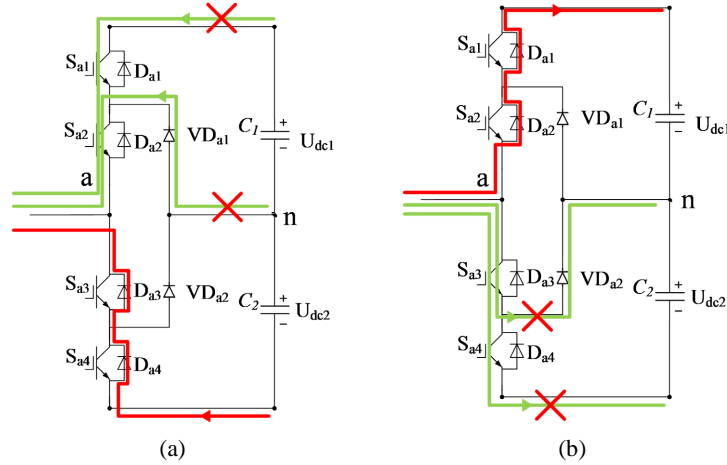 Sa1
Da1
Sa2
Da2
VDa1
C1
+
−
Udc1
a
n
Sa3
Da3
VDa2
C2
+
−
Udc2
Sa4
Da4
(a)
Sa1
Da1
Sa2
Da2
VDa1
C1
+
−
Udc1
a
n
Sa3
Da3
VDa2
C2
+
−
Udc2
Sa4
Da4
(b)